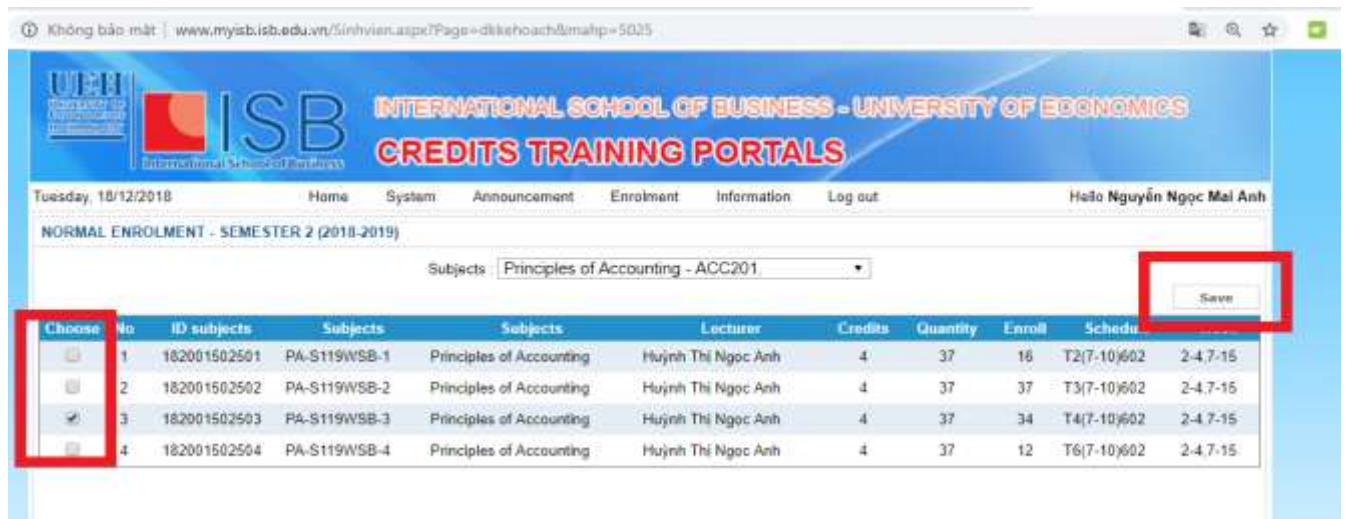 Không bảo mật | www.myisb.isb.edu.vn/Sinhvien.aspx?Page=dkkehoach&mahp=5025
UEH
UNIVERSITY OF
ISB
International School of Business
INTERNATIONAL SCHOOL OF BUSINESS - UNIVERSITY OF ECONOMICS
CREDITS TRAINING PORTALS
Tuesday, 18/12/2018 Home System Announcement Enrolment Information Log out Hello Nguyễn Ngọc Mai Anh
NORMAL ENROLMENT - SEMESTER 2 (2018-2019)
Subjects : Principles of Accounting - ACC201
Save
Choose No ID subjects Subjects Subjects Lecturer Credits Quantity Enroll
1 182001502501 PA-S119WSB-1 Principles of Accounting Huỳnh Thị Ngọc Anh 4 37 16 T2(7-10)602 2-4,7-15
2 182001502502 PA-S119WSB-2 Principles of Accounting Huỳnh Thị Ngọc Anh 4 37 37 T3(7-10)602 2-4,7-15
3 182001502503 PA-S119WSB-3 Principles of Accounting Huỳnh Thị Ngọc Anh 4 37 34 T4(7-10)602 2-4,7-15
4 182001502504 PA-S119WSB-4 Principles of Accounting Huỳnh Thị Ngọc Anh 4 37 12 T6(7-10)602 2-4,7-15